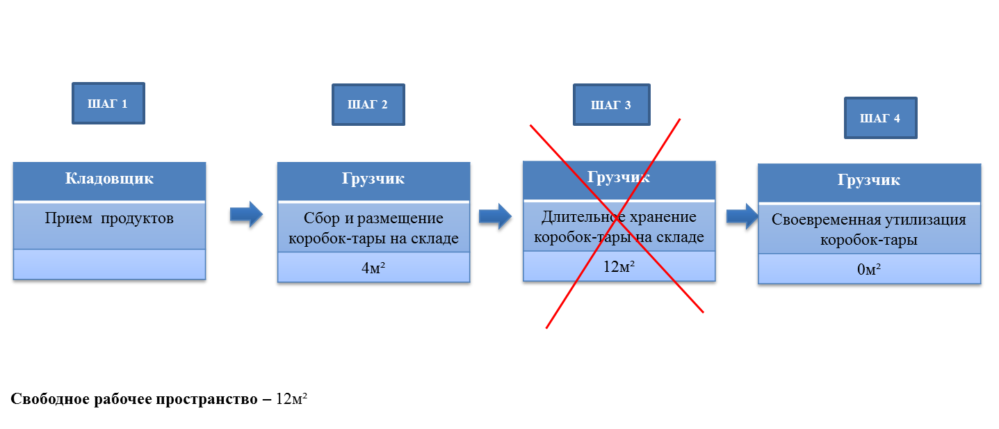 ШАГ 1
ШАГ 2
ШАГ 3
ШАГ 4
Кладовщик
Прием продуктов
Грузчик
Сбор и размещение
коробок-тары на складе
4м²
Грузчик
Длительное хранение
коробок-тары на складе
12м²
Грузчик
Своевременная утилизация
коробок-тары
0м²
Свободное рабочее пространство – 12м²